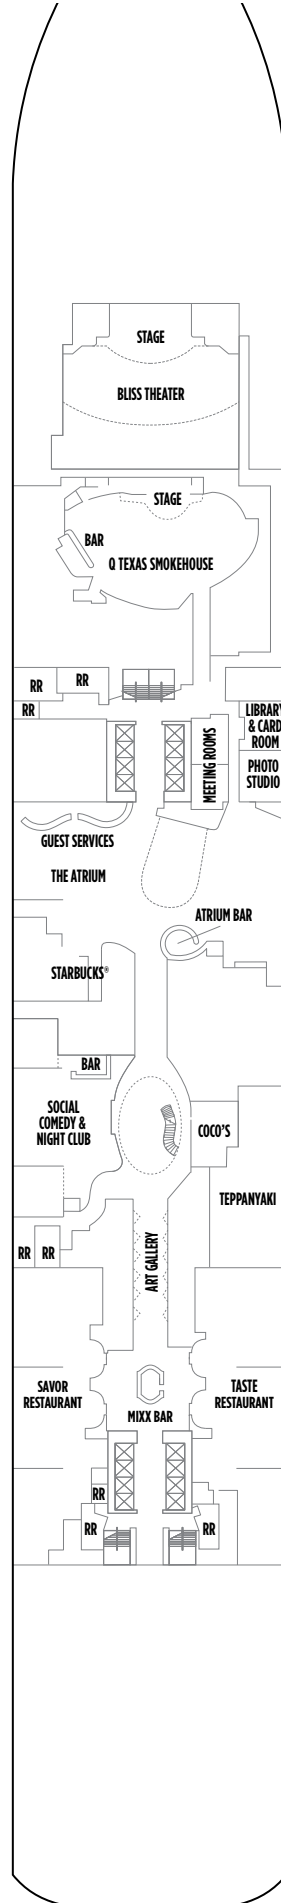 STAGE
BLISS THEATER
STAGE
BAR
Q TEXAS SMOKEHOUSE
RR
RR
RR
LIBRARY
& CARD
ROOM
MEETING ROOMS
PHOTO
STUDIO
GUEST SERVICES
THE ATRIUM
ATRIUM BAR
STARBUCKS®
BAR
SOCIAL
COMEDY &
NIGHT CLUB
COCO'S
TEPPANYAKI
RR
RR
ART GALLERY
SAVOR
RESTAURANT
TASTE
RESTAURANT
MIXX BAR
RR
RR
RR